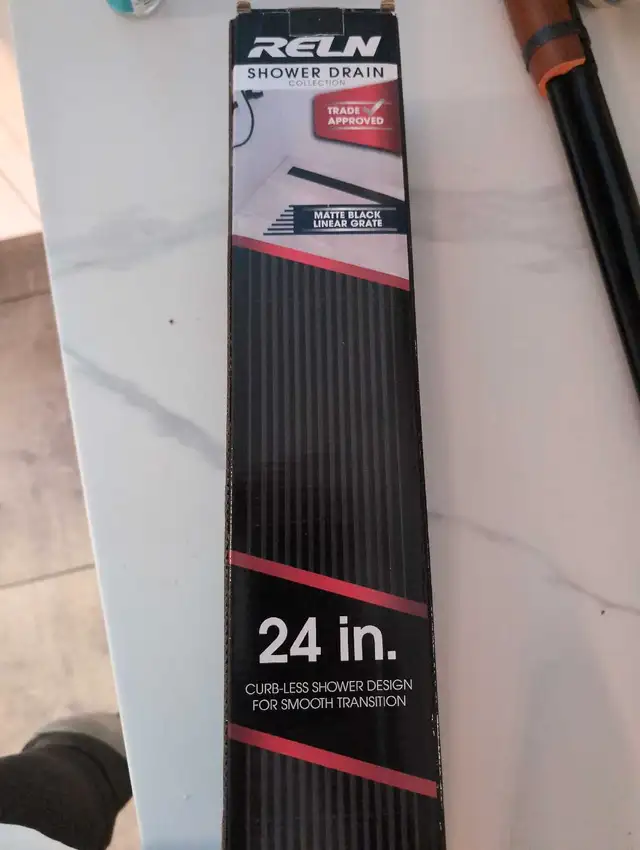 RELN
SHOWER DRAIN
COLLECTION
TRADE
APPROVED
MATTE BLACK
LINEAR GRATE
24 in.
CURB-LESS SHOWER DESIGN
FOR SMOOTH TRANSITION